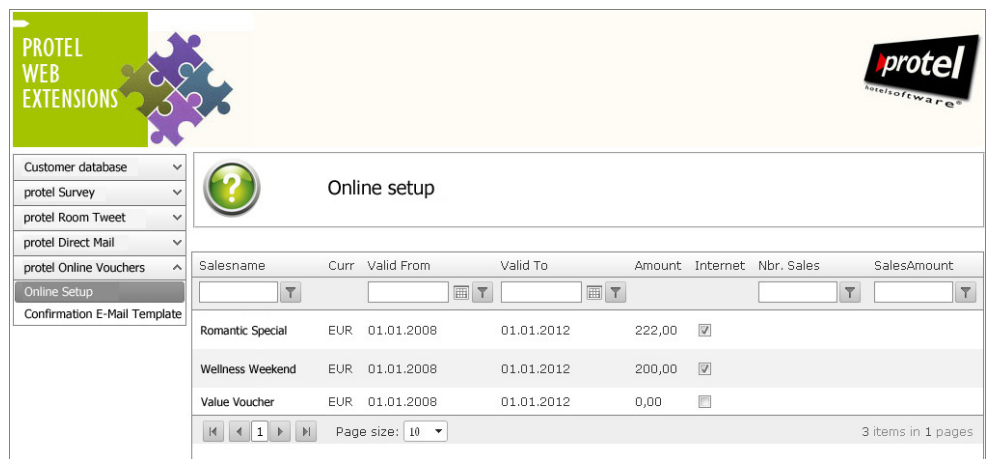 PROTEL
WEB
EXTENSIONS
protel
hotelsoftware®
Customer database
protel Survey
protel Room Tweet
protel Direct Mail
protel Online Vouchers
Online Setup
Confirmation E-Mail Template
Online setup
Salesname Curr Valid From Valid To Amount Internet Nbr. Sales SalesAmount
Romantic Special EUR 01.01.2008 01.01.2012 222,00
Wellness Weekend EUR 01.01.2008 01.01.2012 200,00
Value Voucher EUR 01.01.2008 01.01.2012 0,00
1 Page size: 10 3 items in 1 pages